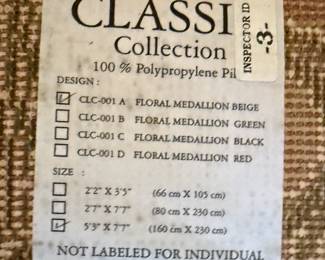 CLASSI
Collection
100 % Polypropylene Pil
INSPECTOR ID
-3-
DESIGN :
CLC-001 A FLORAL MEDALLION BEIGE
CLC-001 B FLORAL MEDALLION GREEN
CLC-001 C FLORAL MEDALLION BLACK
CLC-001 D FLORAL MEDALLION RED
SIZE :
2'2" X 3'5" (66 cm X 105 cm)
2'7" X 7'7" (80 cm X 230 cm)
5'3" X 7'7" (160 cm X 230 cm)
NOT LABELED FOR INDIVIDUAL